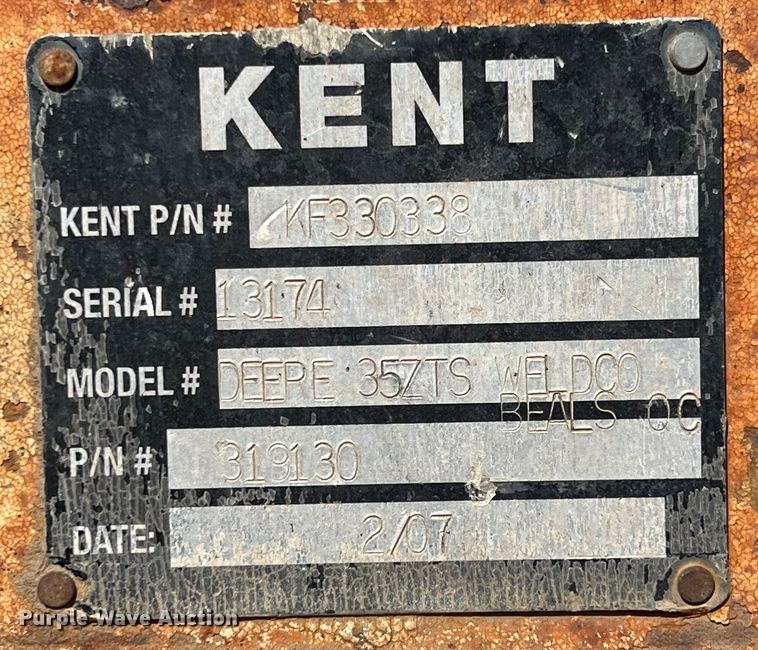 KENT
KENT P/N # KF330338
SERIAL # 13174
MODEL # DEERE 35ZTS WELDCO
BEALS QC
P/N # 319130
DATE: 2/07
Purple Wave Auction